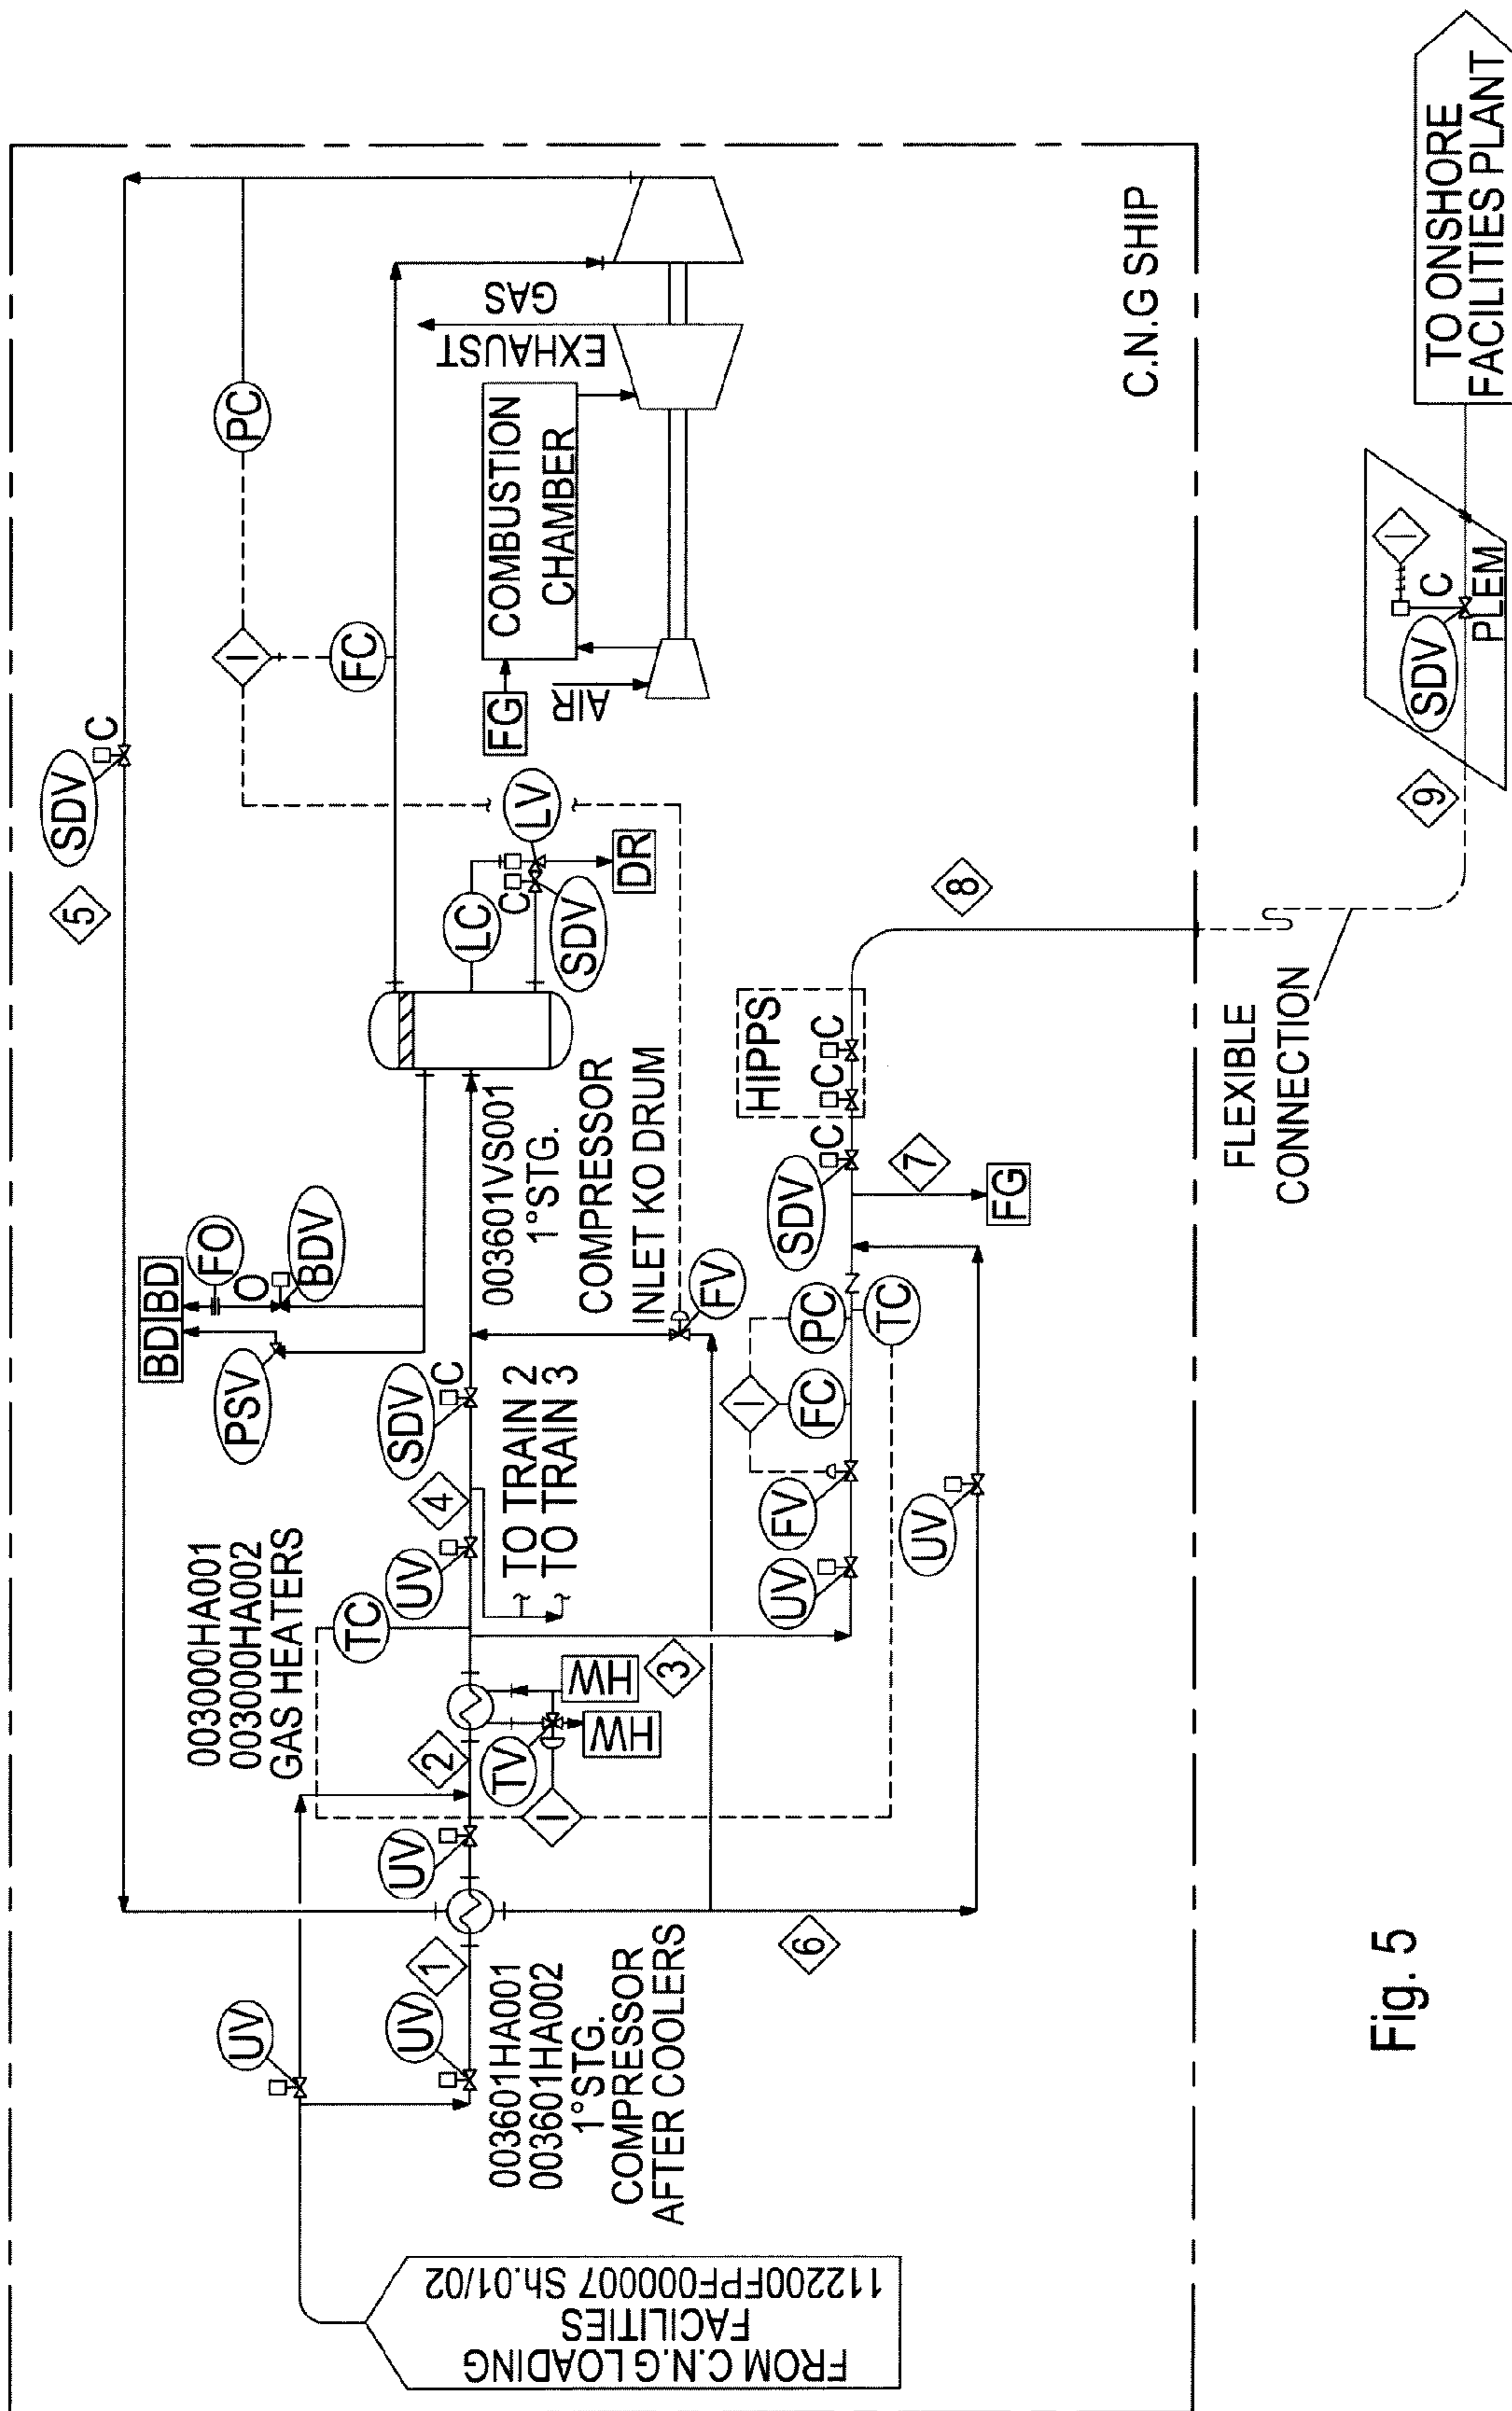 FROM C.N.G LOADING
FACILITIES
112200FPF000007 Sh.01/02
UV
UV
1
003601HA001
003601HA002
1°STG.
COMPRESSOR
AFTER COOLERS
6
UV
2
TV
I
HW
HW
003000HA001
003000HA002
GAS HEATERS
TC
3
UV
4
TO TRAIN 2
TO TRAIN 3
SDV
C
PSV
BD
BD
FO
O
BDV
003601VS001
1°STG.
COMPRESSOR
INLET KO DRUM
FV
UV
FV
UV
FC
I
PC
TC
SDV
C
7
FG
HIPPS
C
C
8
5
SDV
C
LC
C
SDV
LV
DR
I
FC
PC
FG
AIR
COMBUSTION
CHAMBER
EXHAUST
GAS
C.N.G SHIP
FLEXIBLE
CONNECTION
9
SDV
C
I
PLEM
TO ONSHORE
FACILITIES PLANT
Fig. 5